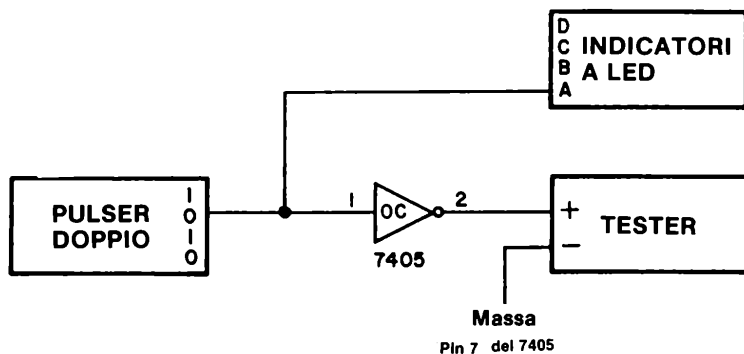 D
C
B
A
INDICATORI
A LED
PULSER
DOPPIO
1
0
1
0
1
OC
2
7405
+
−
TESTER
Massa
Pin 7 del 7405